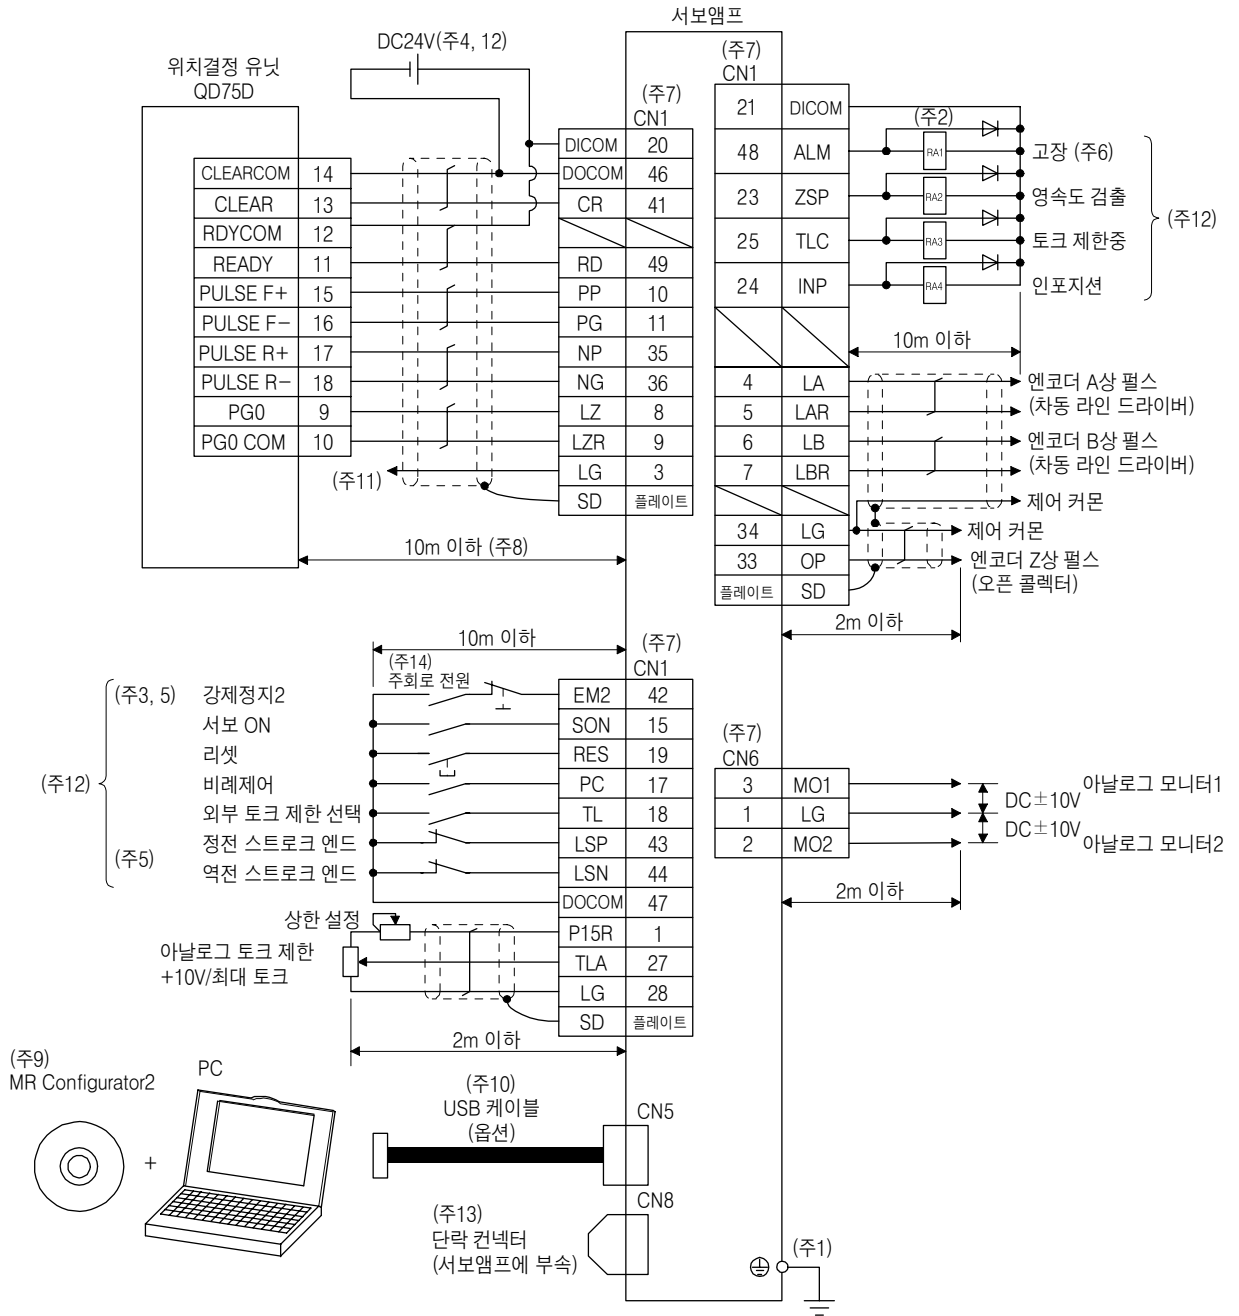 서보앰프
DC24V(주4, 12)
위치결정 유닛
QD75D
(주7)
CN1
DICOM 20
CLEARCOM 14 DOCOM 46
CLEAR 13 CR 41
RDYCOM 12
READY 11 RD 49
PULSE F+ 15 PP 10
PULSE F− 16 PG 11
PULSE R+ 17 NP 35
PULSE R− 18 NG 36
PG0 9 LZ 8
PG0 COM 10 LZR 9
(주11) LG 3
SD 플레이트
10m 이하 (주8)
(주7)
CN1
21 DICOM
(주2)
48 ALM RA1 고장 (주6)
23 ZSP RA2 영속도 검출
(주12)
25 TLC RA3 토크 제한중
24 INP RA4 인포지션
10m 이하
4 LA 엔코더 A상 펄스
5 LAR (차동 라인 드라이버)
6 LB 엔코더 B상 펄스
7 LBR (차동 라인 드라이버)
제어 커몬
34 LG 제어 커몬
33 OP 엔코더 Z상 펄스
(오픈 콜렉터)
플레이트 SD
2m 이하
10m 이하
(주7)
CN1
(주14)
주회로 전원
(주3, 5) 강제정지2 EM2 42
서보 ON SON 15
리셋 RES 19
(주12) 비례제어 PC 17
외부 토크 제한 선택 TL 18
정전 스트로크 엔드 LSP 43
(주5)
역전 스트로크 엔드 LSN 44
DOCOM 47
상한 설정 P15R 1
아날로그 토크 제한
+10V/최대 토크 TLA 27
LG 28
SD 플레이트
2m 이하
(주7)
CN6
3 MO1 아날로그 모니터1
DC±10V
1 LG
DC±10V
2 MO2 아날로그 모니터2
2m 이하
(주9)
MR Configurator2
PC
+
(주10)
USB 케이블
(옵션)
CN5
CN8
(주13)
단락 컨넥터
(서보앰프에 부속)
(주1)